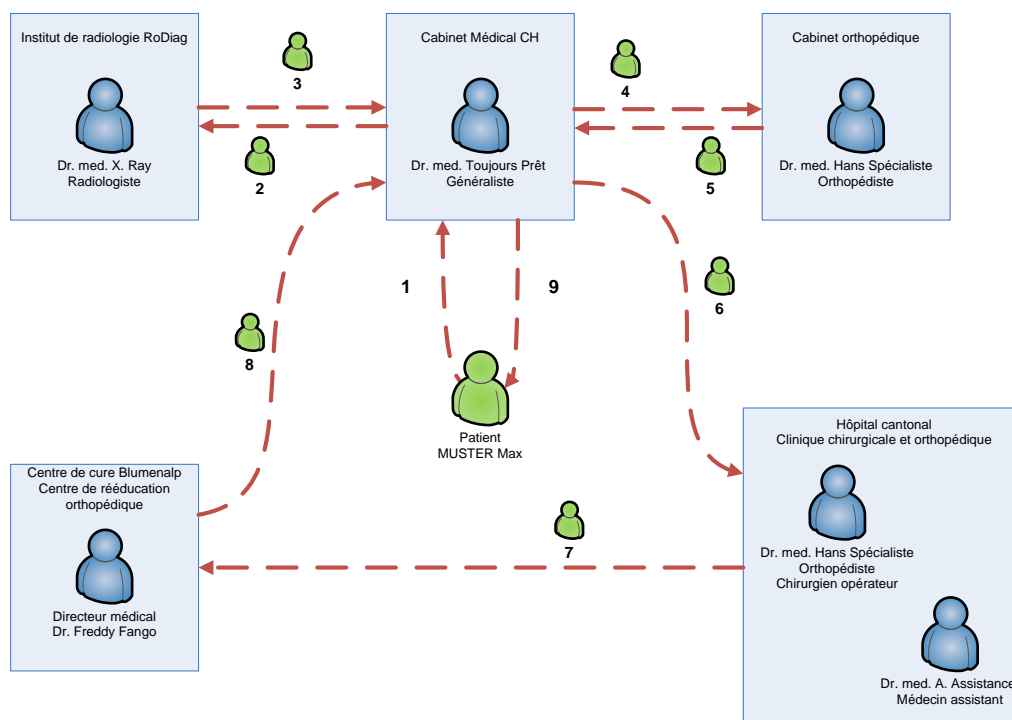 Institut de radiologie RoDiag
Dr. med. X. Ray
Radiologiste
3
2
Cabinet Médical CH
Dr. med. Toujours Prêt
Généraliste
4
5
Cabinet orthopédique
Dr. med. Hans Spécialiste
Orthopédiste
1
9
6
8
Patient
MUSTER Max
Centre de cure Blumenalp
Centre de rééducation
orthopédique
Directeur médical
Dr. Freddy Fango
7
Hôpital cantonal
Clinique chirurgicale et orthopédique
Dr. med. Hans Spécialiste
Orthopédiste
Chirurgien opérateur
Dr. med. A. Assistance
Médecin assistant